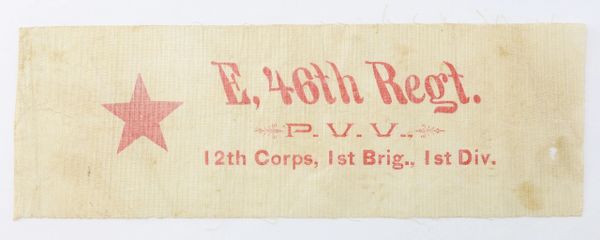 E, 46th Regt.
P. V. V.,
12th Corps, 1st Brig., 1st Div.